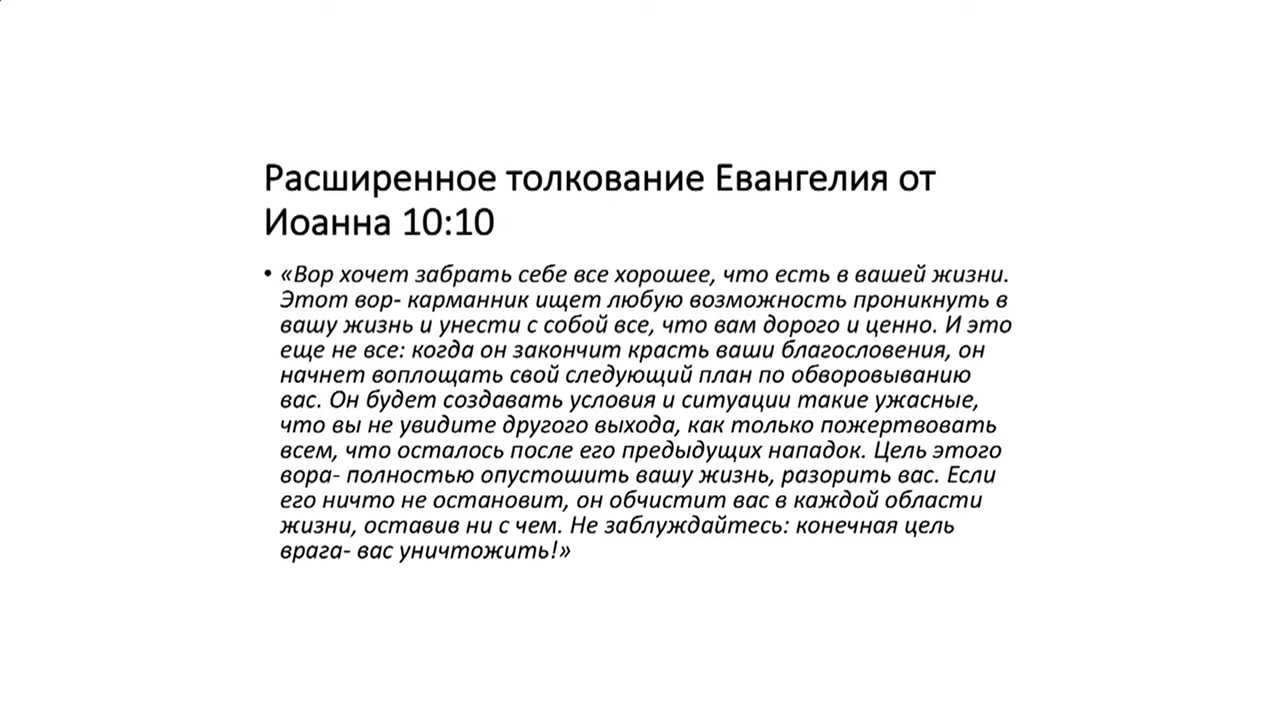 Расширенное толкование Евангелия от
Иоанна 10:10
• «Вор хочет забрать себе все хорошее, что есть в вашей жизни.
Этот вор- карманник ищет любую возможность проникнуть в
вашу жизнь и унести с собой все, что вам дорого и ценно. И это
еще не все: когда он закончит красть ваши благословения, он
начнет воплощать свой следующий план по обворовыванию
вас. Он будет создавать условия и ситуации такие ужасные,
что вы не увидите другого выхода, как только пожертвовать
всем, что осталось после его предыдущих нападок. Цель этого
вора- полностью опустошить вашу жизнь, разорить вас. Если
его ничто не остановит, он обчистит вас в каждой области
жизни, оставив ни с чем. Не заблуждайтесь: конечная цель
врага- вас уничтожить!»